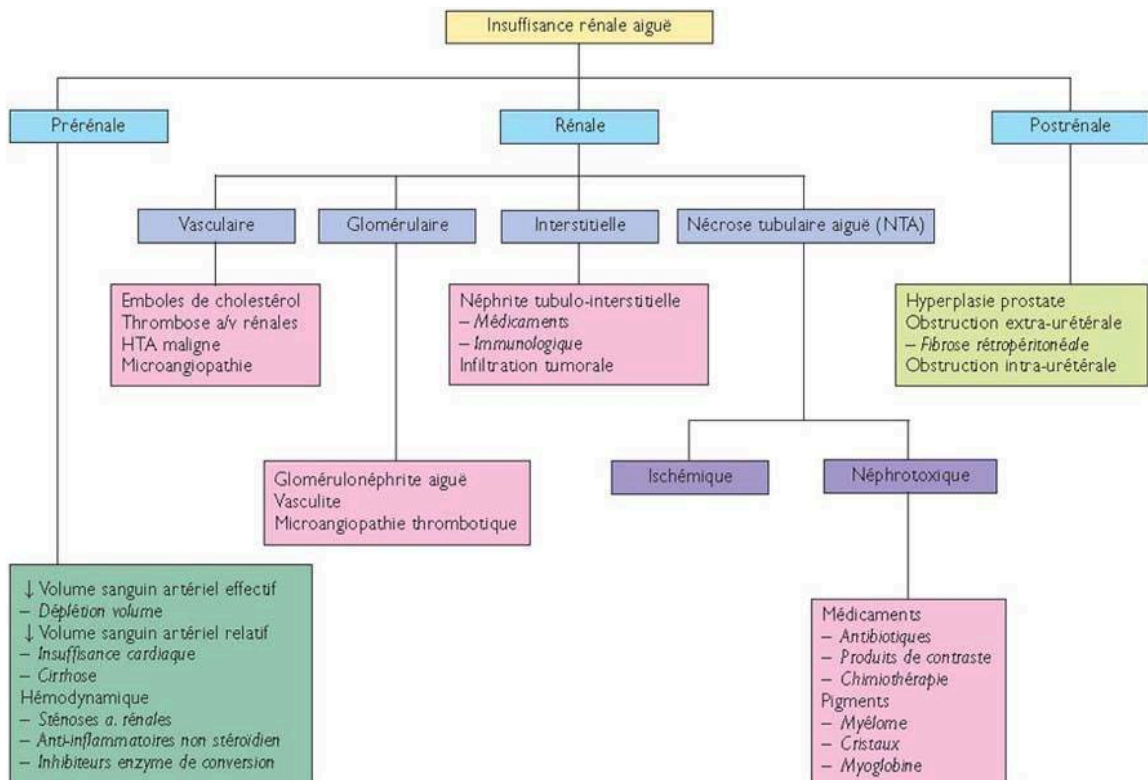 Insuffisance rénale aiguë
Prérénale
Rénale
Postrénale
Vasculaire
Glomérulaire
Interstitielle
Nécrose tubulaire aiguë (NTA)
Emboles de cholestérol
Thrombose a/v rénales
HTA maligne
Microangiopathie
Néphrite tubulo-interstitielle
– Médicaments
– Immunologique
Infiltration tumorale
Hyperplasie prostate
Obstruction extra-urétérale
– Fibrose rétropéritonéale
Obstruction intra-urétérale
Glomérulonéphrite aiguë
Vasculite
Microangiopathie thrombotique
Ischémique
Néphrotoxique
↓ Volume sanguin artériel effectif
– Déplétion volume
↓ Volume sanguin artériel relatif
– Insuffisance cardiaque
– Cirrhose
Hémodynamique
– Sténoses a. rénales
– Anti-inflammatoires non stéroïdien
– Inhibiteurs enzyme de conversion
Médicaments
– Antibiotiques
– Produits de contraste
– Chimiothérapie
Pigments
– Myélome
– Cristaux
– Myoglobine